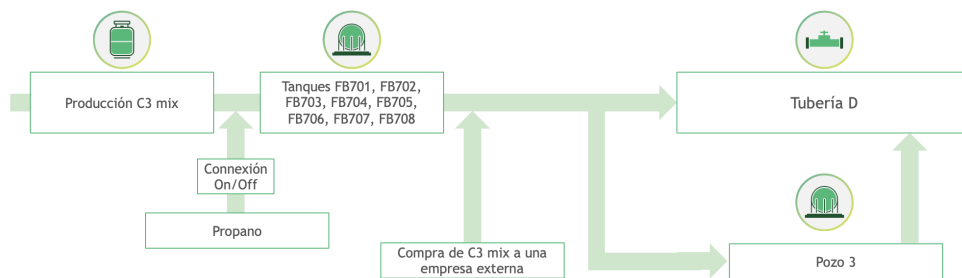 Producción C3 mix
Tanques FB701, FB702,
FB703, FB704, FB705,
FB706, FB707, FB708
Tubería D
Connexión
On/Off
Propano
Compra de C3 mix a una
empresa externa
Pozo 3